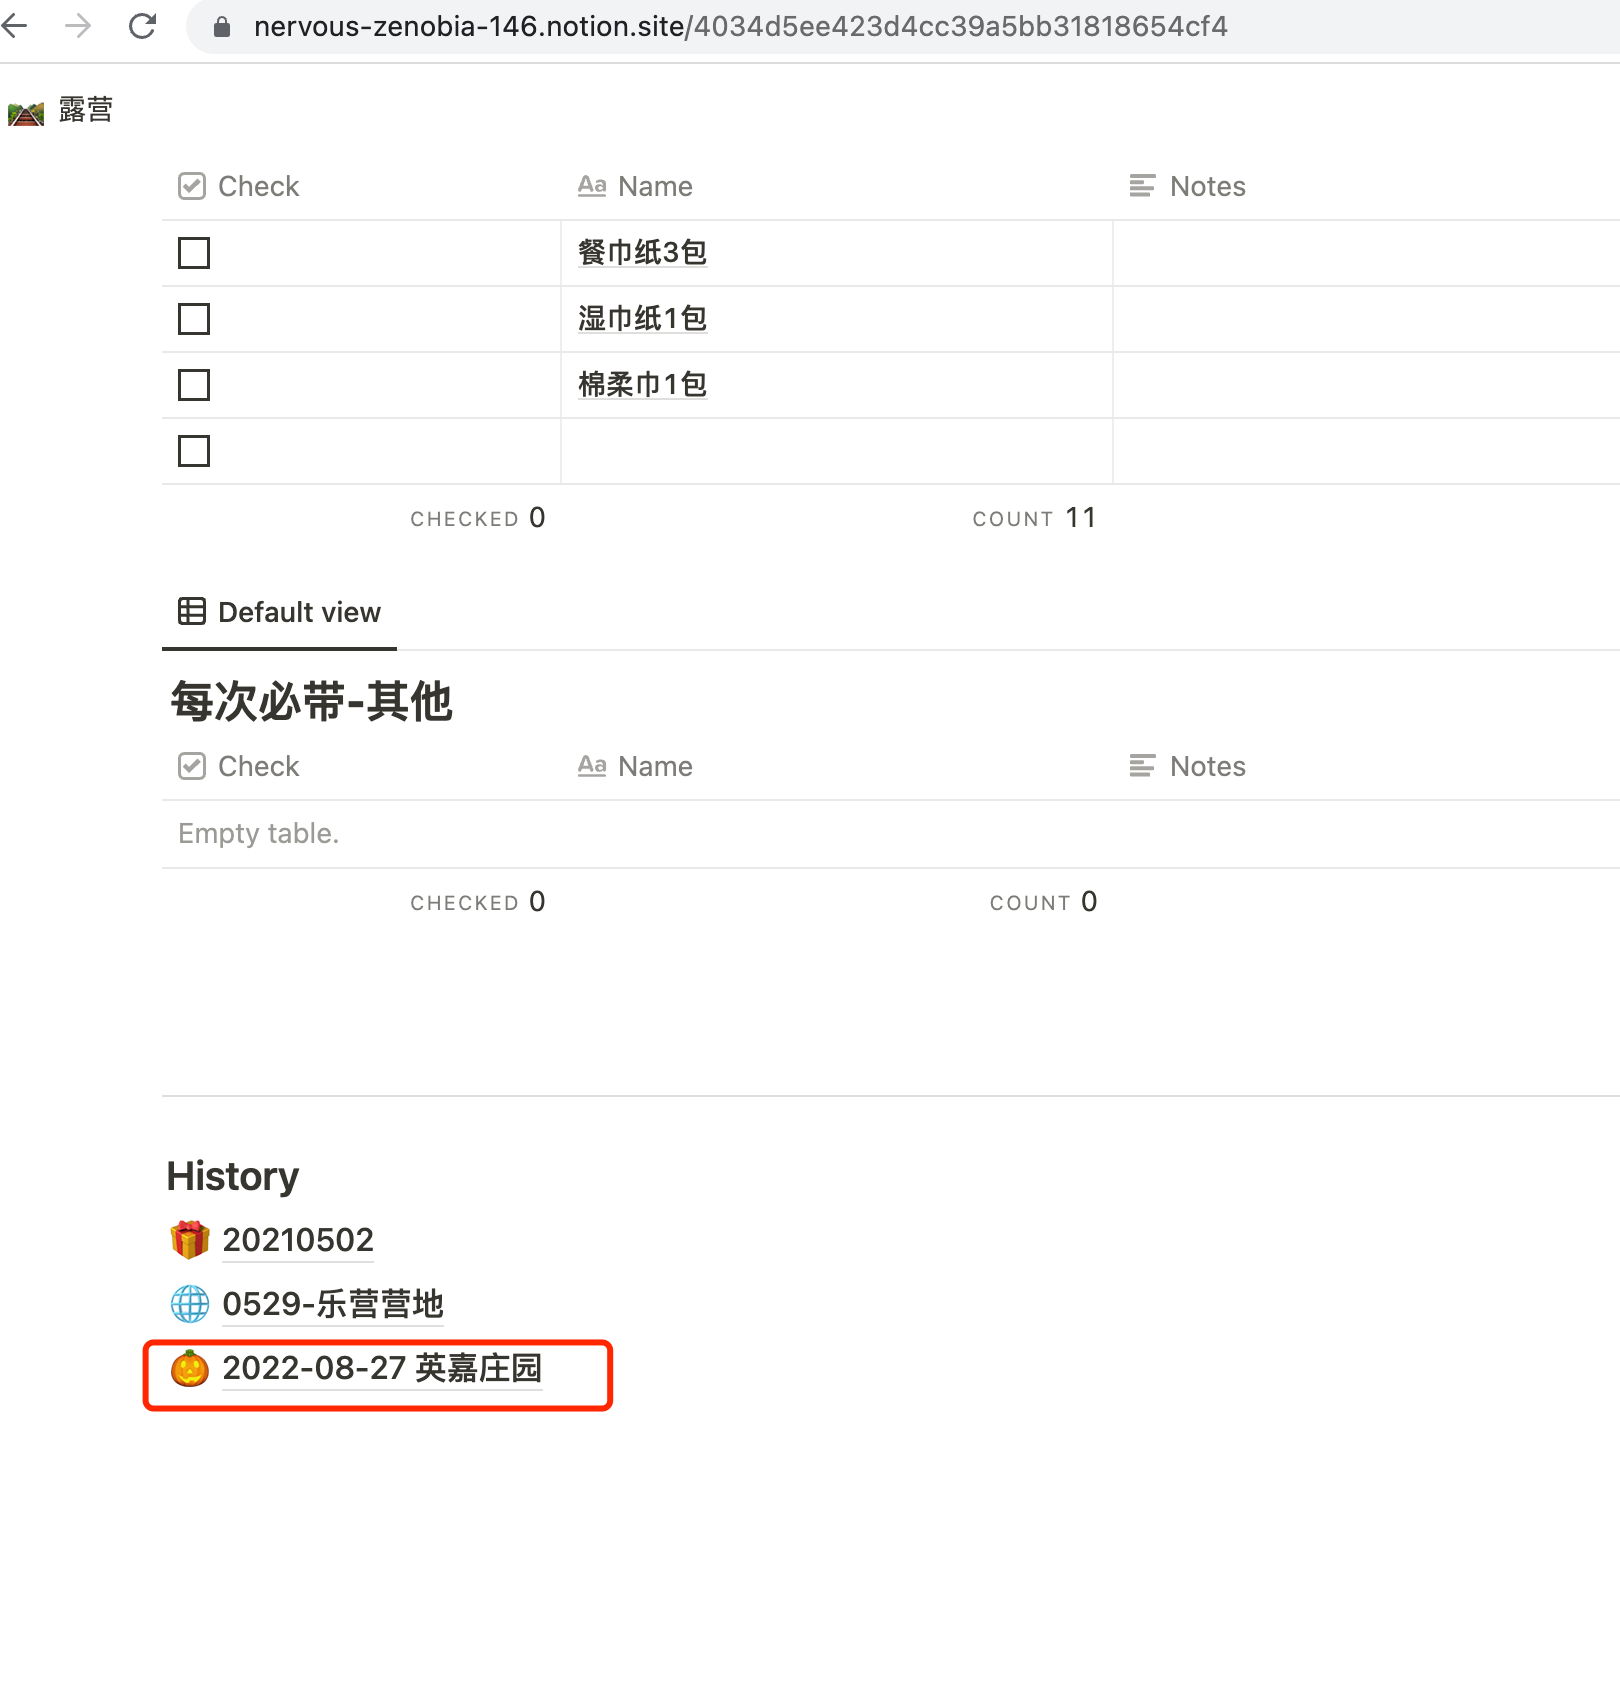 nervous-zenobia-146.notion.site/4034d5ee423d4cc39a5bb31818654cf4
露营
Check Name Notes
餐巾纸3包
湿巾纸1包
棉柔巾1包
CHECKED 0 COUNT 11
Default view
每次必带-其他
Check Name Notes
Empty table.
CHECKED 0 COUNT 0
History
20210502
0529-乐营营地
2022-08-27 英嘉庄园